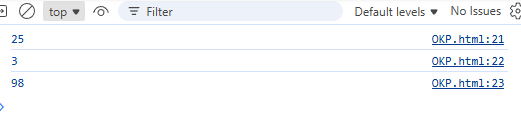 top Filter Default levels No Issues
25 OKP.html:21
3 OKP.html:22
98 OKP.html:23